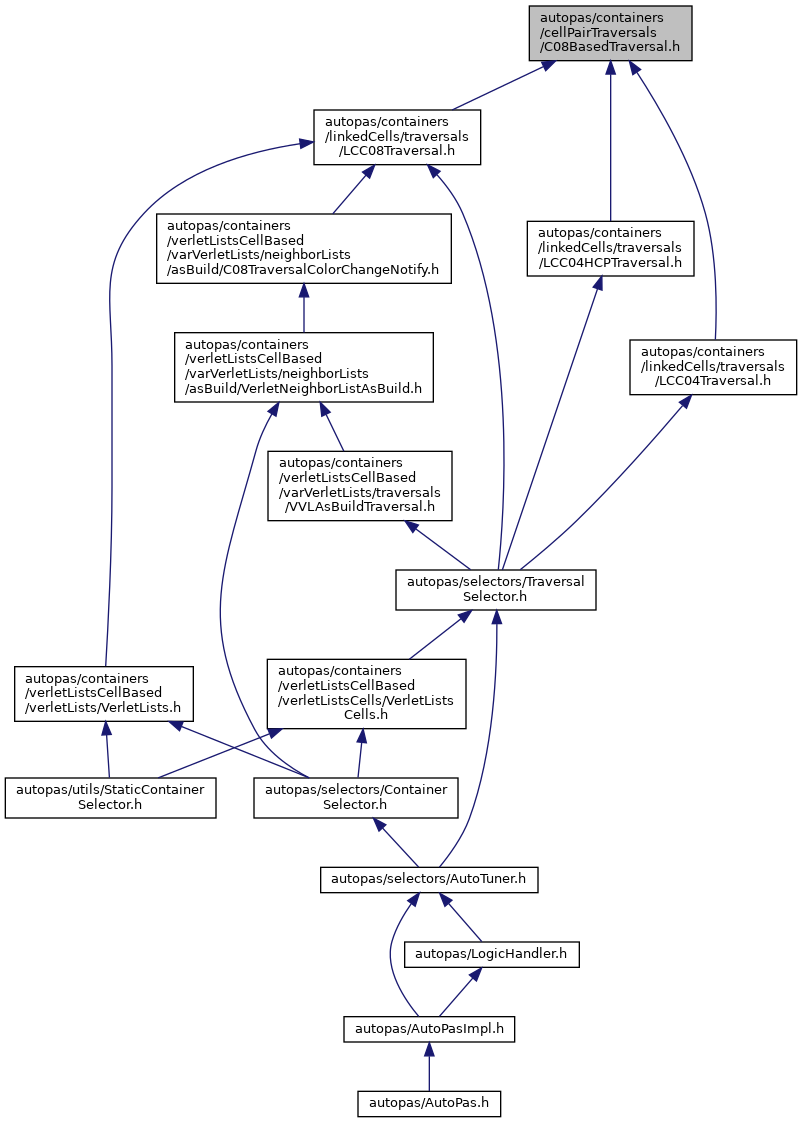 autopas/containers
/cellPairTraversals
/C08BasedTraversal.h
autopas/containers
/linkedCells/traversals
/LCC08Traversal.h
autopas/containers
/verletListsCellBased
/varVerletLists/neighborLists
/asBuild/C08TraversalColorChangeNotify.h
autopas/containers
/linkedCells/traversals
/LCC04HCPTraversal.h
autopas/containers
/verletListsCellBased
/varVerletLists/neighborLists
/asBuild/VerletNeighborListAsBuild.h
autopas/containers
/linkedCells/traversals
/LCC04Traversal.h
autopas/containers
/verletListsCellBased
/varVerletLists/traversals
/VVLAsBuildTraversal.h
autopas/selectors/Traversal
Selector.h
autopas/containers
/verletListsCellBased
/verletLists/VerletLists.h
autopas/containers
/verletListsCellBased
/verletListsCells/VerletLists
Cells.h
autopas/utils/StaticContainer
Selector.h
autopas/selectors/Container
Selector.h
autopas/selectors/AutoTuner.h
autopas/LogicHandler.h
autopas/AutoPasImpl.h
autopas/AutoPas.h